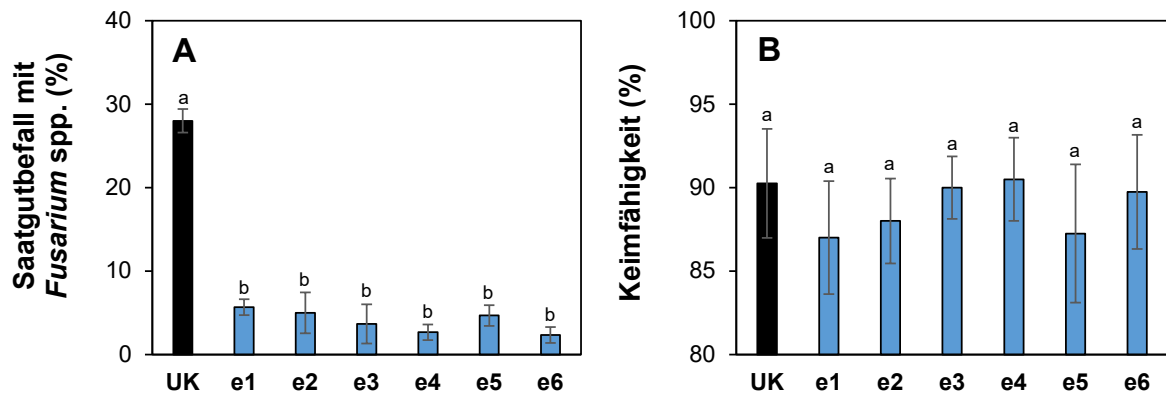 Saatgutbefall mit
Fusarium spp. (%)
40
30
20
10
0
A
a
b
b
b
b
b
b
UK e1 e2 e3 e4 e5 e6
Keimfähigkeit (%)
100
95
90
85
80
B
a
a
a
a
a
a
a
UK e1 e2 e3 e4 e5 e6